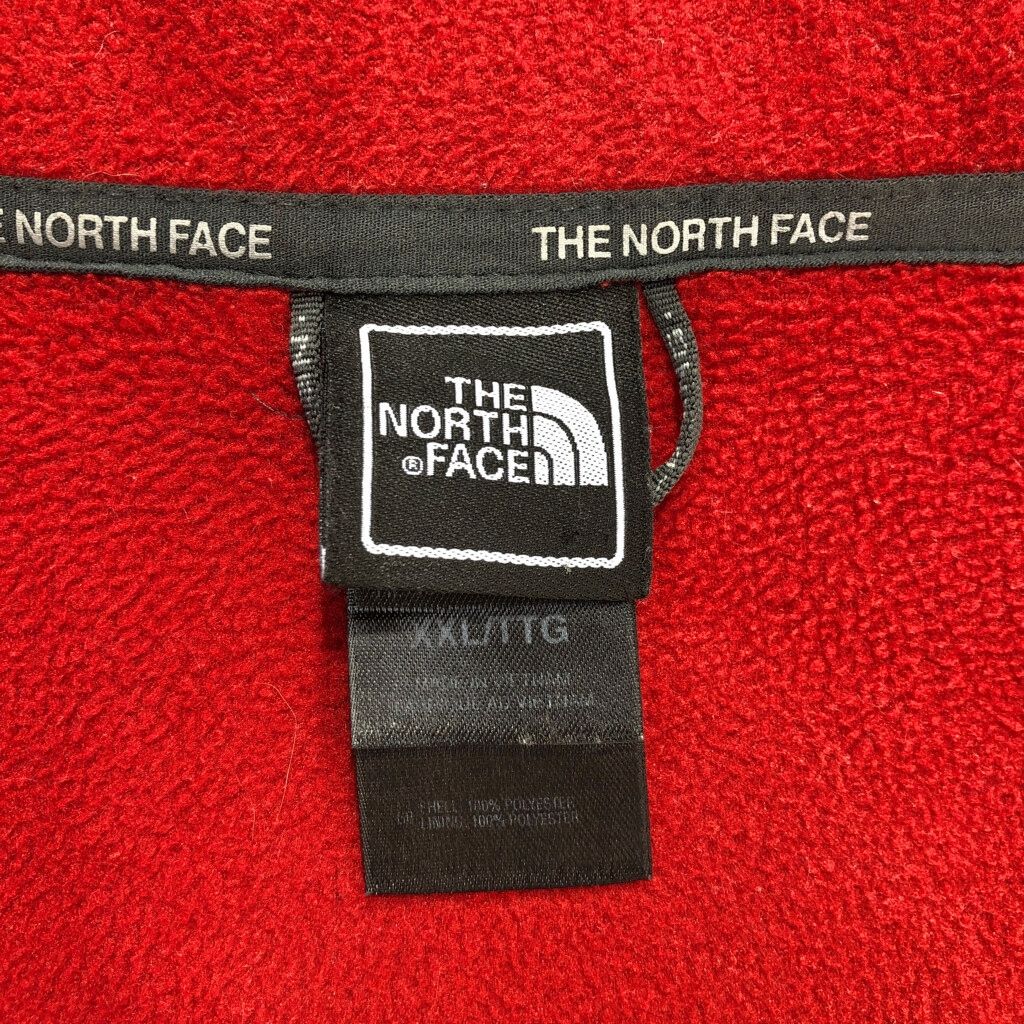 E NORTH FACE
THE NORTH FACE
THE
NORTH
®FACE
XXL/TTG
MADE IN VIETNAM
FABRIQUÉ AU VIETNAM
GB SHELL: 100% POLYESTER
LINING: 100% POLYESTER